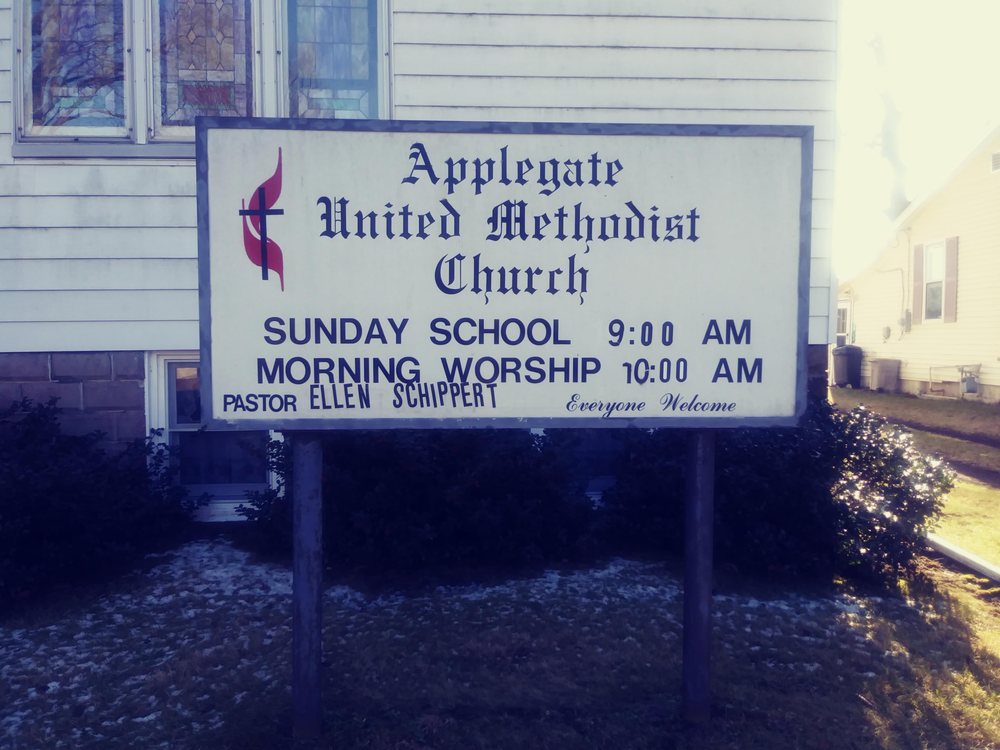 Applegate
United Methodist
Church
SUNDAY SCHOOL 9:00 AM
MORNING WORSHIP 10:00 AM
PASTOR ELLEN SCHIPPERT Everyone Welcome